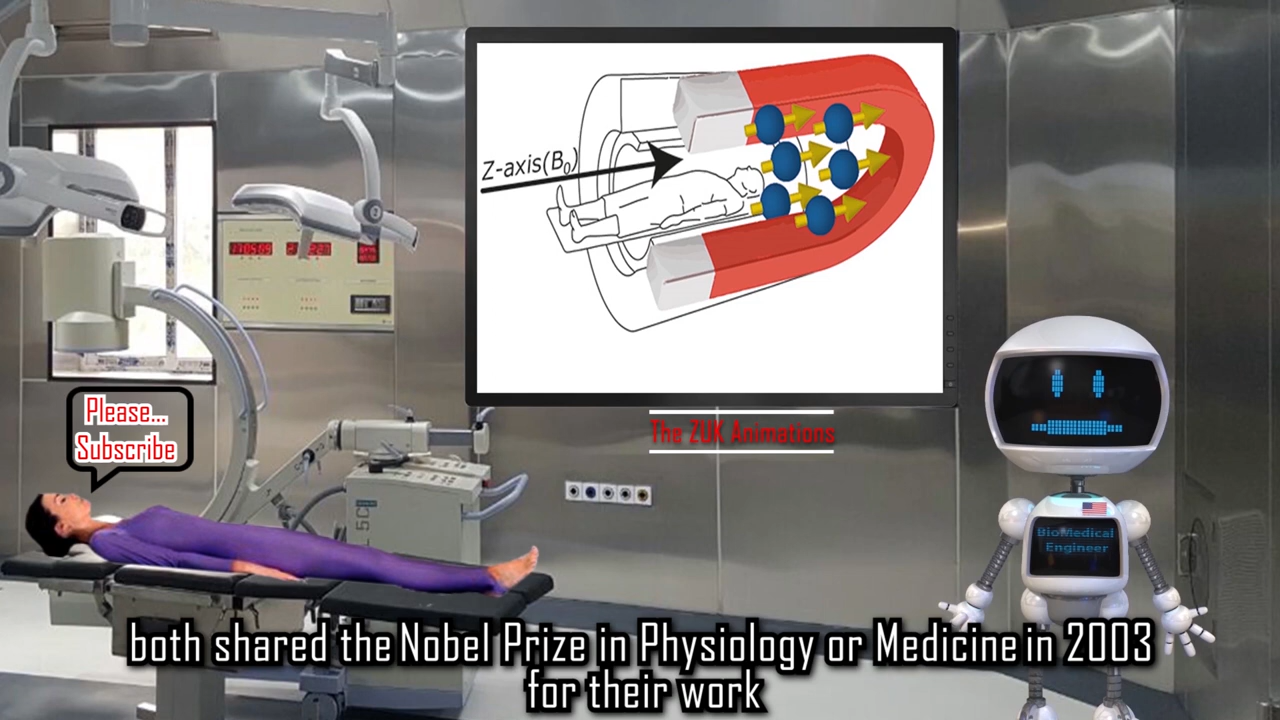 Z-axis(B₀)
Please...
Subscribe
The ZUK Animations
BioMedical
Engineer
both shared the Nobel Prize in Physiology or Medicine in 2003
for their work